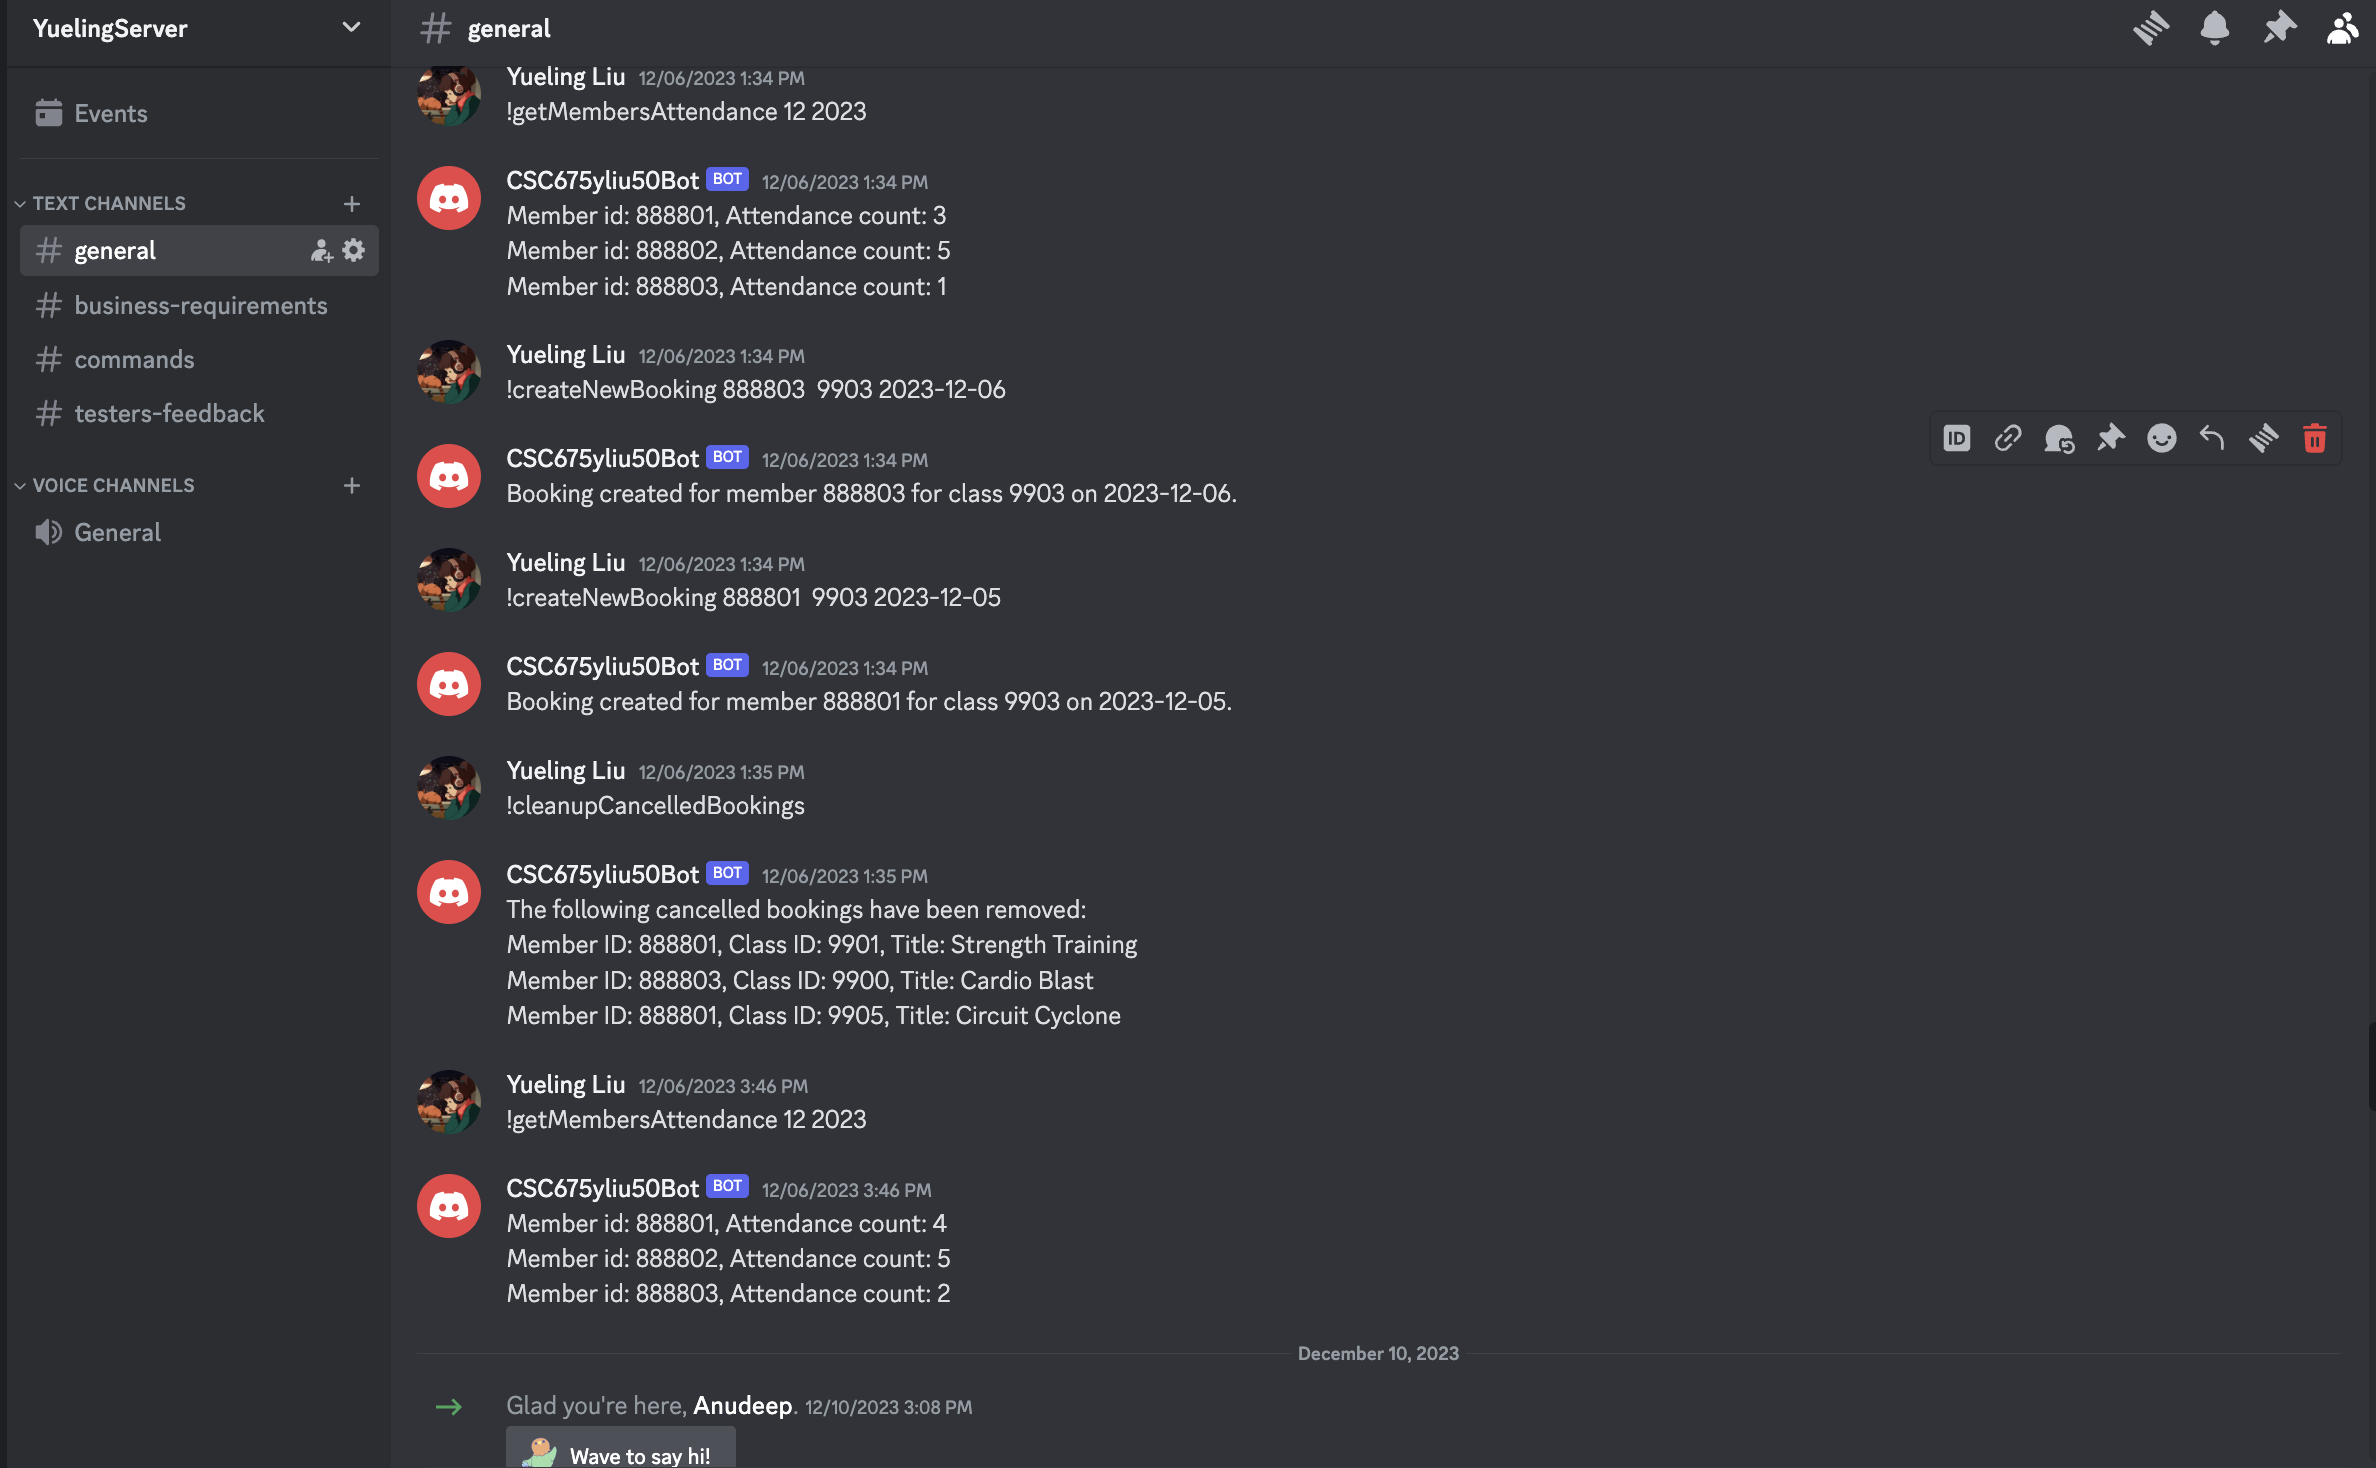 YuelingServer
Events
TEXT CHANNELS
general
business-requirements
commands
testers-feedback
VOICE CHANNELS
General
general
Yueling Liu 12/06/2023 1:34 PM
!getMembersAttendance 12 2023
CSC675yliu50Bot BOT 12/06/2023 1:34 PM
Member id: 888801, Attendance count: 3
Member id: 888802, Attendance count: 5
Member id: 888803, Attendance count: 1
Yueling Liu 12/06/2023 1:34 PM
!createNewBooking 888803  9903 2023-12-06
ID
CSC675yliu50Bot BOT 12/06/2023 1:34 PM
Booking created for member 888803 for class 9903 on 2023-12-06.
Yueling Liu 12/06/2023 1:34 PM
!createNewBooking 888801  9903 2023-12-05
CSC675yliu50Bot BOT 12/06/2023 1:34 PM
Booking created for member 888801 for class 9903 on 2023-12-05.
Yueling Liu 12/06/2023 1:35 PM
!cleanupCancelledBookings
CSC675yliu50Bot BOT 12/06/2023 1:35 PM
The following cancelled bookings have been removed:
Member ID: 888801, Class ID: 9901, Title: Strength Training
Member ID: 888803, Class ID: 9900, Title: Cardio Blast
Member ID: 888801, Class ID: 9905, Title: Circuit Cyclone
Yueling Liu 12/06/2023 3:46 PM
!getMembersAttendance 12 2023
CSC675yliu50Bot BOT 12/06/2023 3:46 PM
Member id: 888801, Attendance count: 4
Member id: 888802, Attendance count: 5
Member id: 888803, Attendance count: 2
December 10, 2023
Glad you're here, Anudeep. 12/10/2023 3:08 PM
Wave to say hi!